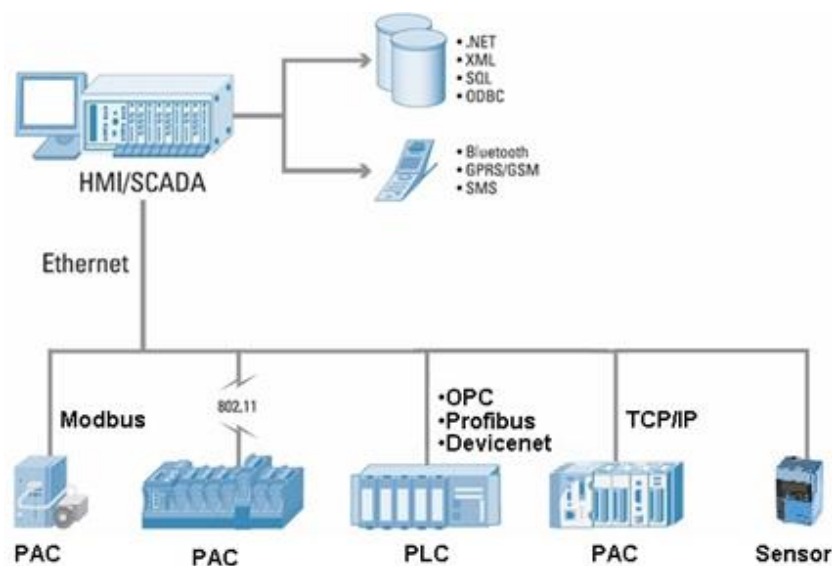 • .NET
• XML
• SQL
• ODBC
• Bluetooth
• GPRS/GSM
• SMS
HMI/SCADA
Ethernet
Modbus
802.11
•OPC
•Profibus
•Devicenet
TCP/IP
PAC
PAC
PLC
PAC
Sensor